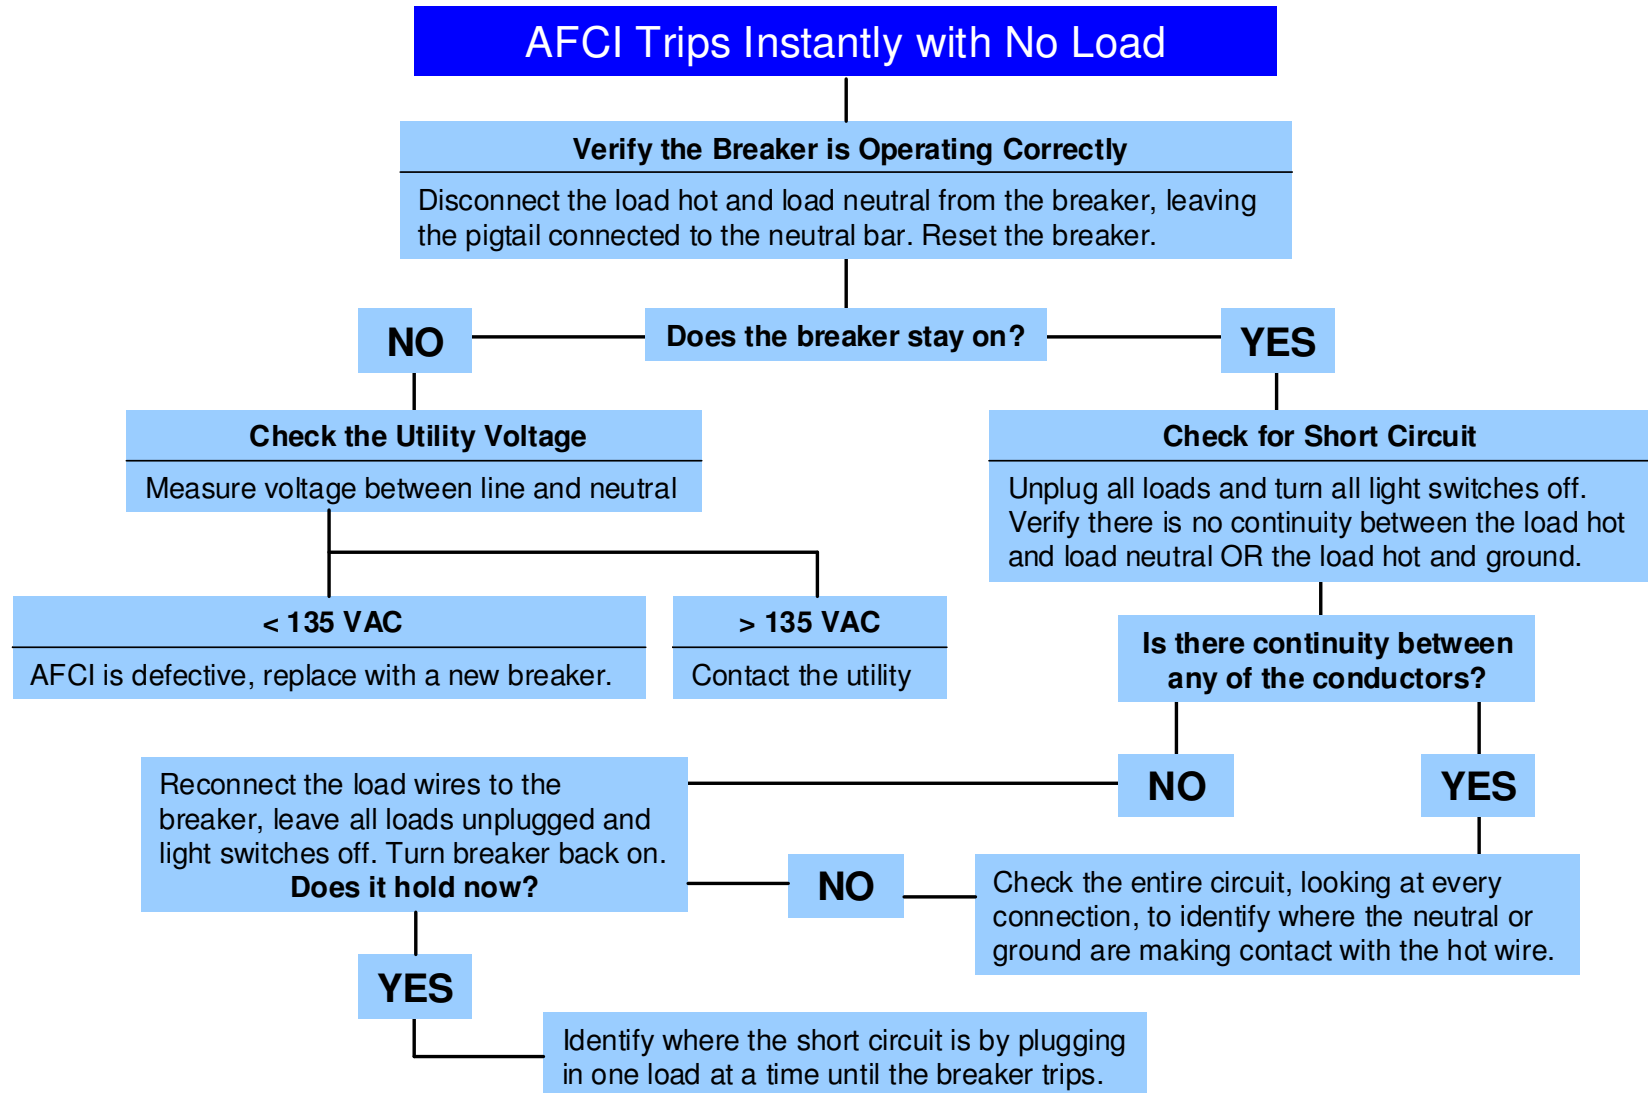 AFCI Trips Instantly with No Load
Verify the Breaker is Operating Correctly
Disconnect the load hot and load neutral from the breaker, leaving
the pigtail connected to the neutral bar. Reset the breaker.
NO
Does the breaker stay on?
YES
Check the Utility Voltage
Measure voltage between line and neutral
Check for Short Circuit
Unplug all loads and turn all light switches off.
Verify there is no continuity between the load hot
and load neutral OR the load hot and ground.
< 135 VAC
AFCI is defective, replace with a new breaker.
> 135 VAC
Contact the utility
Is there continuity between
any of the conductors?
NO
YES
Reconnect the load wires to the
breaker, leave all loads unplugged and
light switches off. Turn breaker back on.
Does it hold now?
NO
Check the entire circuit, looking at every
connection, to identify where the neutral or
ground are making contact with the hot wire.
YES
Identify where the short circuit is by plugging
in one load at a time until the breaker trips.